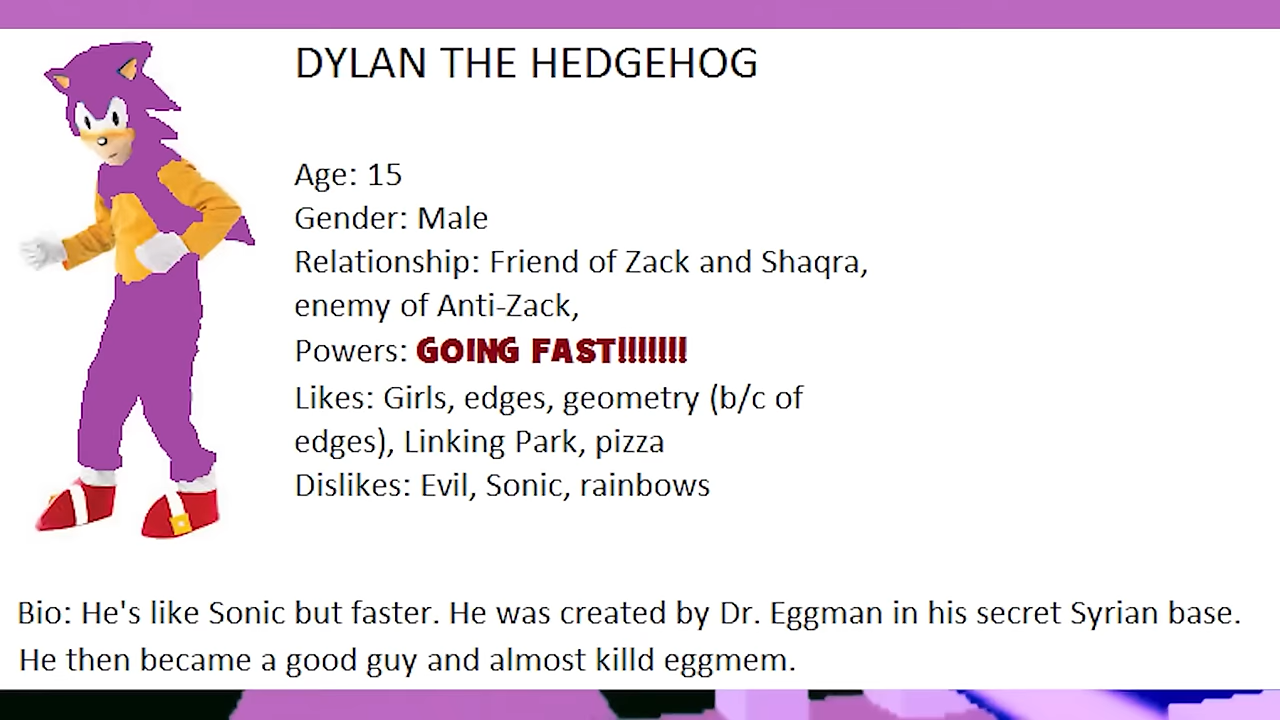 DYLAN THE HEDGEHOG
Age: 15
Gender: Male
Relationship: Friend of Zack and Shaqra,
enemy of Anti-Zack,
Powers: GOING FAST!!!!!!!
Likes: Girls, edges, geometry (b/c of
edges), Linking Park, pizza
Dislikes: Evil, Sonic, rainbows
Bio: He's like Sonic but faster. He was created by Dr. Eggman in his secret Syrian base.
He then became a good guy and almost killd eggmem.